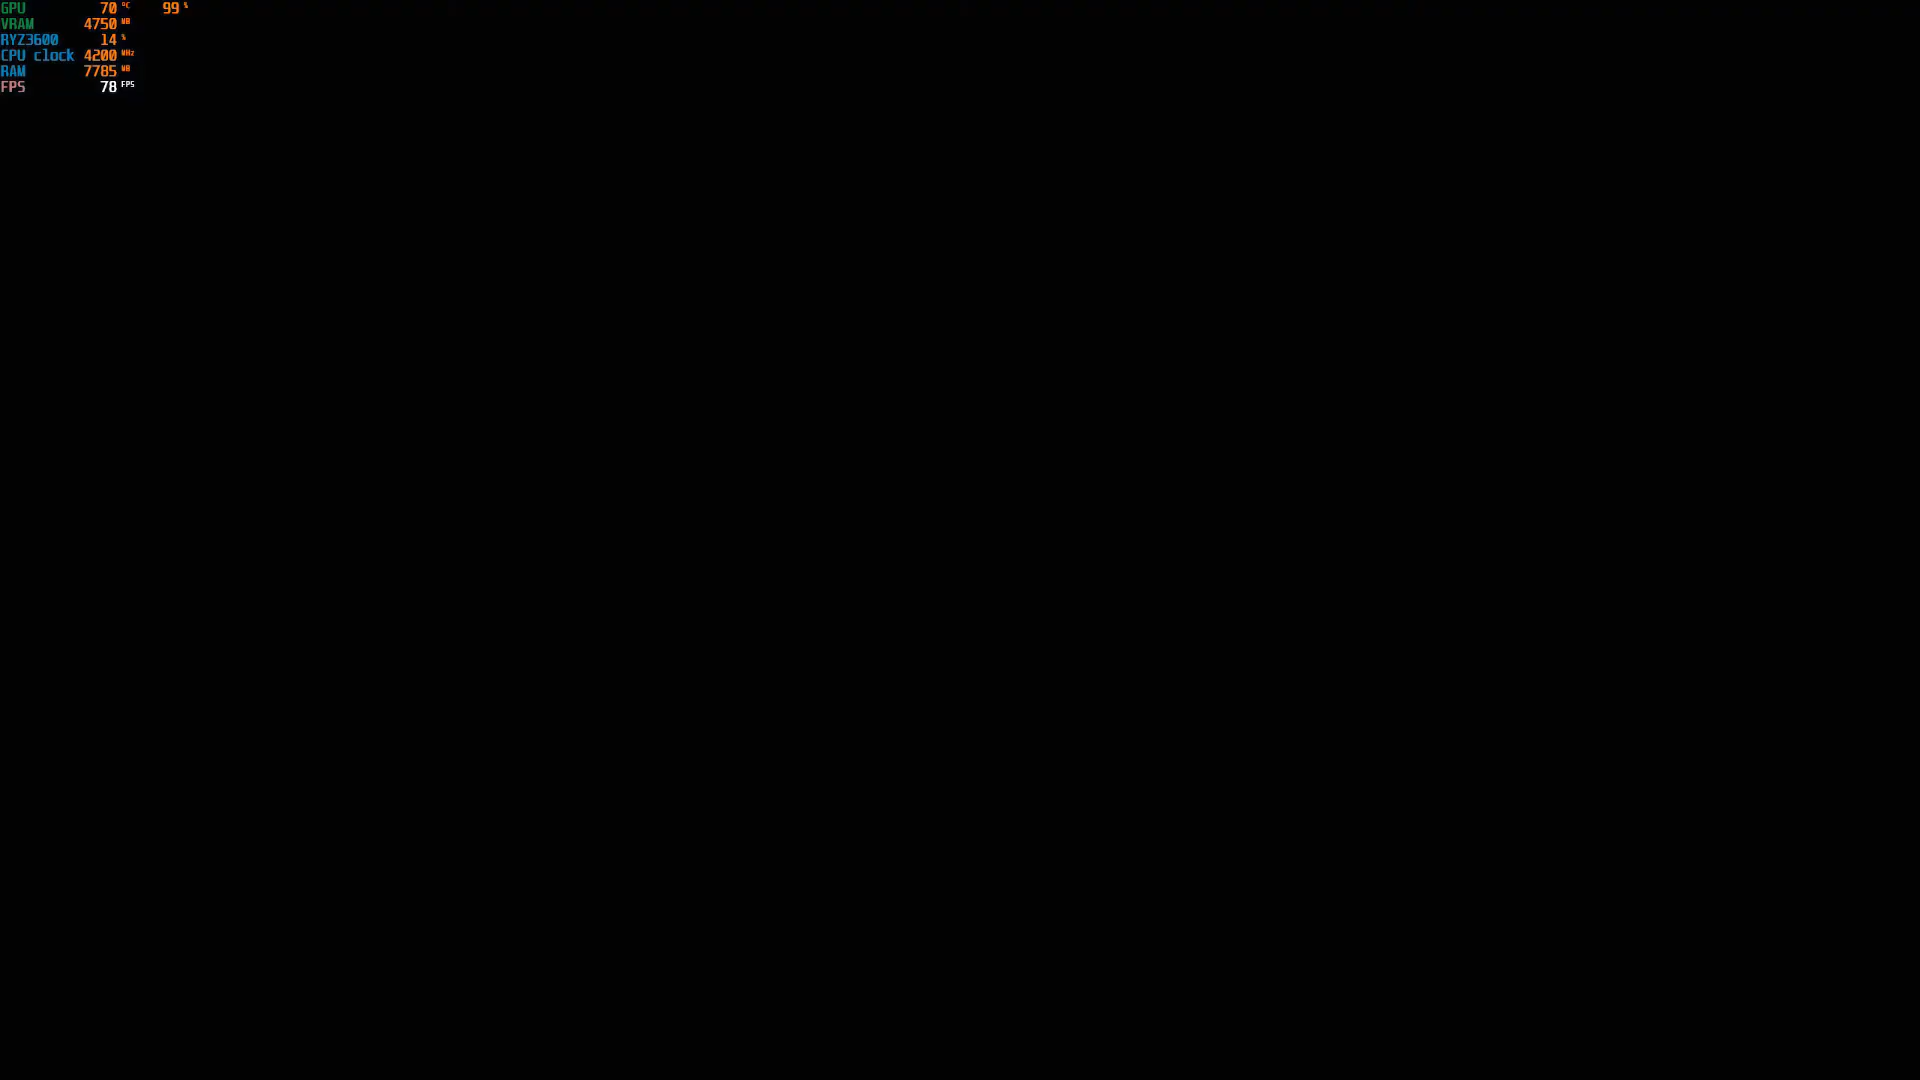 GPU 70 °C 99 %
VRAM 4750 MB
RYZ3600 14 %
CPU clock 4200 MHz
RAM 7785 MB
FPS 78 FPS